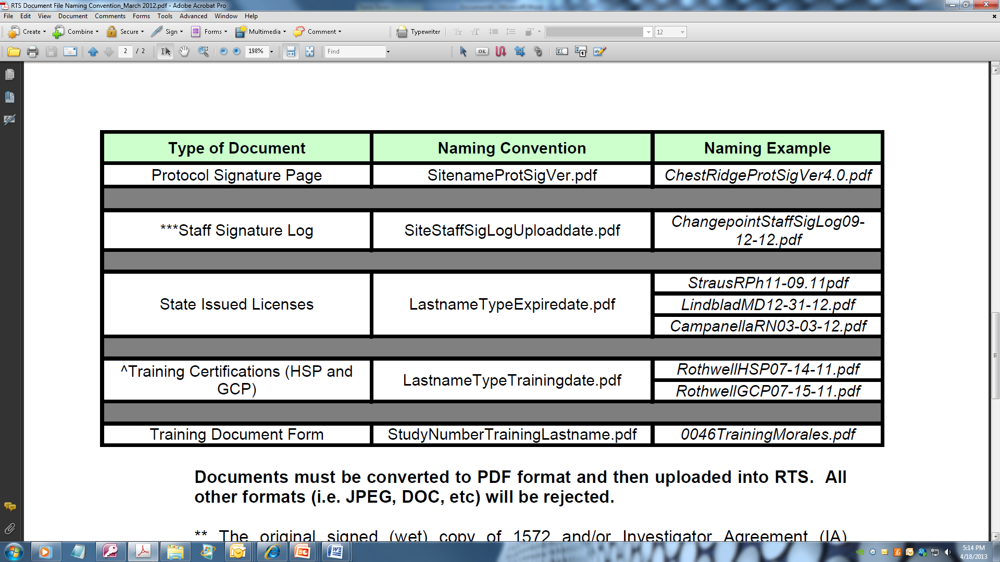 RTS Document File Naming Convention_March 2012.pdf - Adobe Acrobat Pro
File Edit View Document Comments Forms Tools Advanced Window Help
Create Combine Secure Sign Forms Multimedia Comment Typewriter 12
2 / 2 198% Find OK
Type of Document Naming Convention Naming Example
Protocol Signature Page SitenameProtSigVer.pdf ChestRidgeProtSigVer4.0.pdf
***Staff Signature Log SiteStaffSigLogUploaddate.pdf ChangepointStaffSigLog09-
12-12.pdf
State Issued Licenses LastnameTypeExpiredate.pdf StrausRPh11-09.11pdf
LindbladMD12-31-12.pdf
CampanellaRN03-03-12.pdf
^Training Certifications (HSP and
GCP) LastnameTypeTrainingdate.pdf RothwellHSP07-14-11.pdf
RothwellGCP07-15-11.pdf
Training Document Form StudyNumberTrainingLastname.pdf 0046TrainingMorales.pdf
Documents must be converted to PDF format and then uploaded into RTS. All
other formats (i.e. JPEG, DOC, etc) will be rejected.
** The original signed (wet) copy of 1572 and/or Investigator Agreement (IA)
5:14 PM
4/18/2013